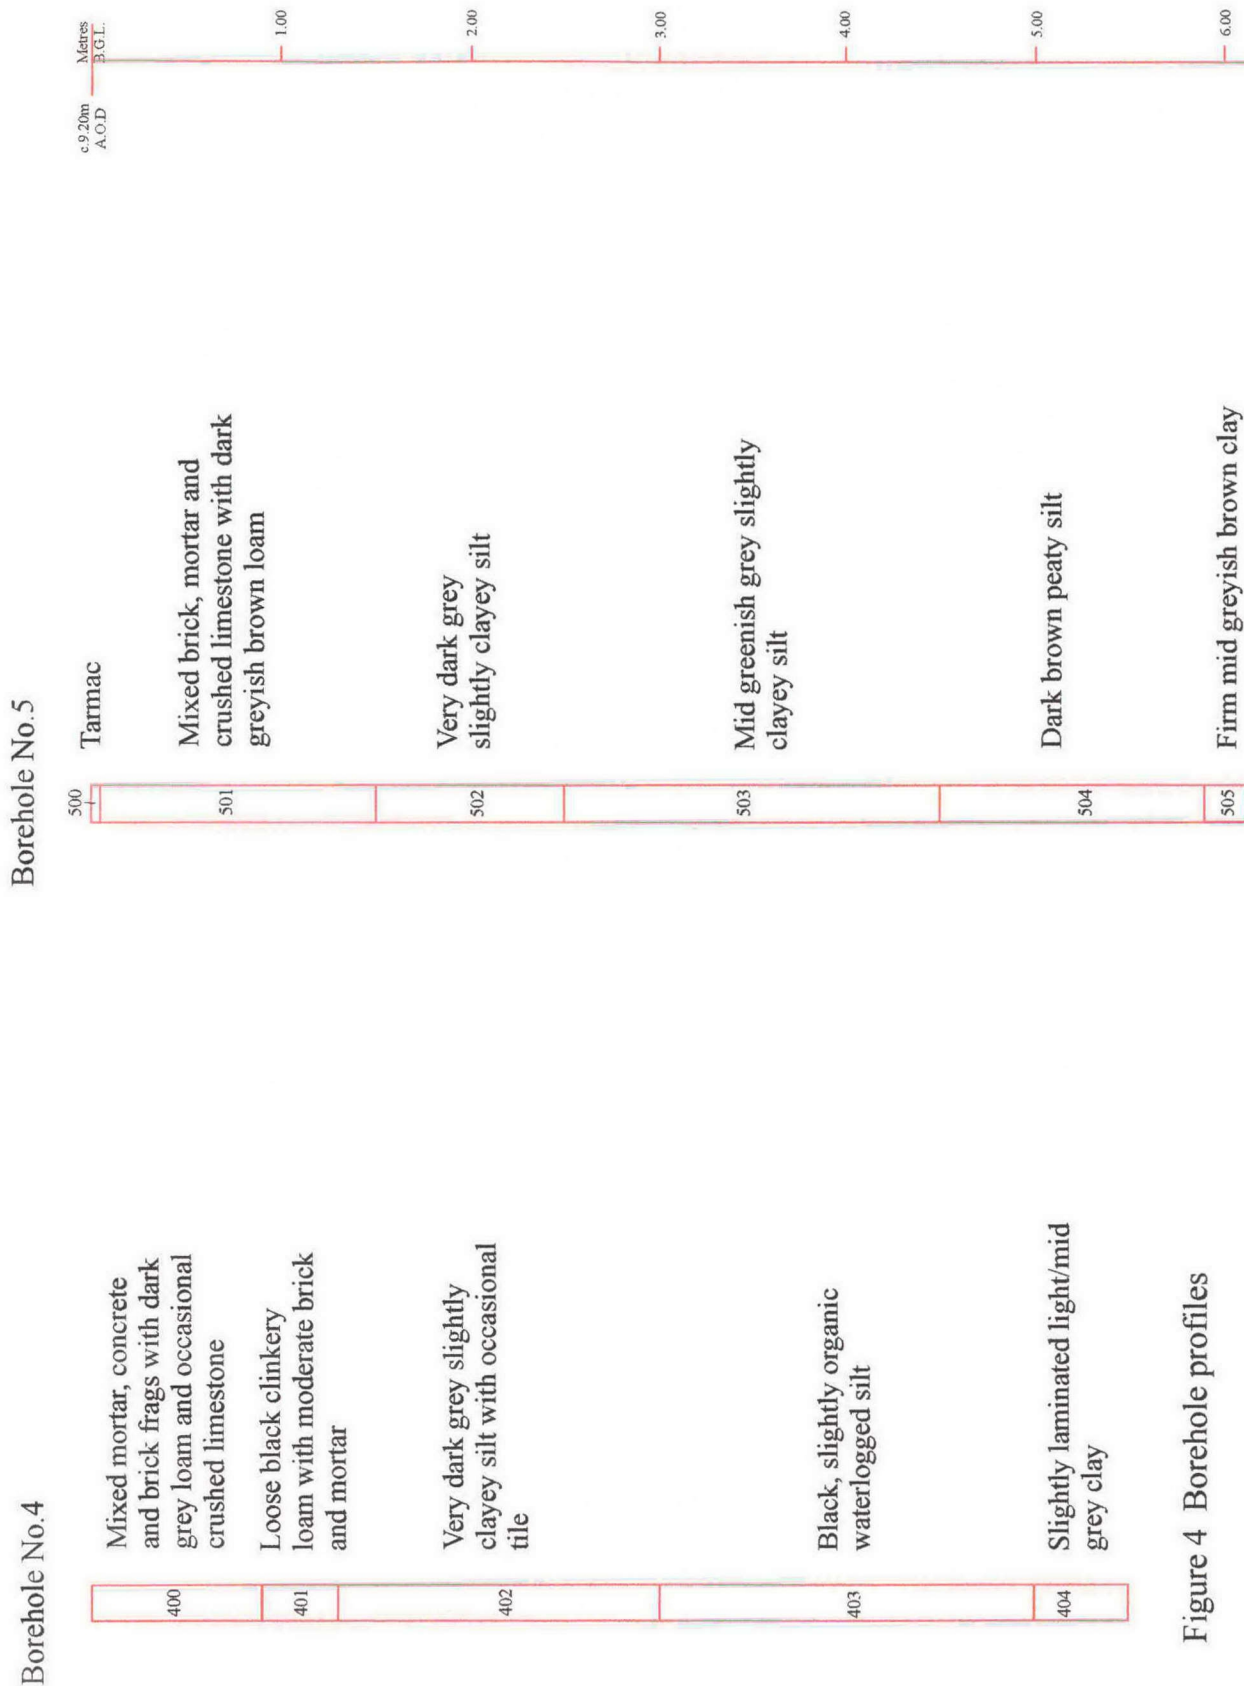 Borehole No.4
400
Mixed mortar, concrete
and brick frags with dark
grey loam and occasional
crushed limestone
401
Loose black clinkery
loam with moderate brick
and mortar
402
Very dark grey slightly
clayey silt with occasional
tile
403
Black, slightly organic
waterlogged silt
404
Slightly laminated light/mid
grey clay
Borehole No.5
500
Tarmac
501
Mixed brick, mortar and
crushed limestone with dark
greyish brown loam
502
Very dark grey
slightly clayey silt
503
Mid greenish grey slightly
clayey silt
504
Dark brown peaty silt
505
Firm mid greyish brown clay
c.9.20m
A.O.D
Metres
B.G.L.
1.00
2.00
3.00
4.00
5.00
6.00
Figure 4 Borehole profiles